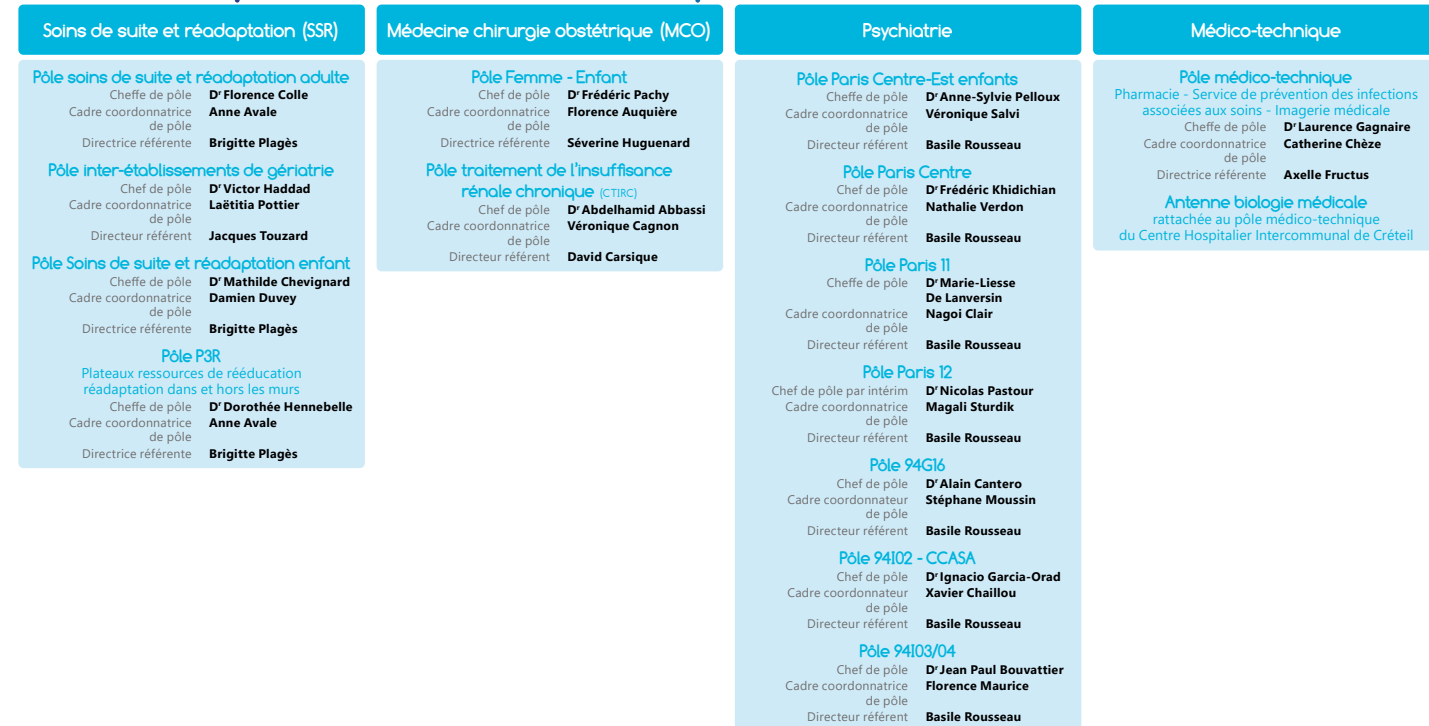 Soins de suite et réadaptation (SSR)
Pôle soins de suite et réadaptation adulte
Cheffe de pôle Dr Florence Colle
Cadre coordonnatrice Anne Avale
de pôle
Directrice référente Brigitte Plagès
Pôle inter-établissements de gériatrie
Chef de pôle Dr Victor Haddad
Cadre coordonnatrice Laëtitia Pottier
de pôle
Directeur référent Jacques Touzard
Pôle Soins de suite et réadaptation enfant
Cheffe de pôle Dr Mathilde Chevignard
Cadre coordonnatrice Damien Duvey
de pôle
Directrice référente Brigitte Plagès
Pôle P3R
Plateaux ressources de rééducation
réadaptation dans et hors les murs
Cheffe de pôle Dr Dorothée Hennebelle
Cadre coordonnatrice Anne Avale
de pôle
Directrice référente Brigitte Plagès
Médecine chirurgie obstétrique (MCO)
Pôle Femme - Enfant
Chef de pôle Dr Frédéric Pachy
Cadre coordonnatrice Florence Auquière
de pôle
Directrice référente Séverine Huguenard
Pôle traitement de l'insuffisance
rénale chronique (CTIRC)
Chef de pôle Dr Abdelhamid Abbassi
Cadre coordonnatrice Véronique Cagnon
de pôle
Directeur référent David Carsique
Psychiatrie
Pôle Paris Centre-Est enfants
Cheffe de pôle Dr Anne-Sylvie Pelloux
Cadre coordonnatrice Véronique Salvi
de pôle
Directeur référent Basile Rousseau
Pôle Paris Centre
Chef de pôle Dr Frédéric Khidichian
Cadre coordonnatrice Nathalie Verdon
de pôle
Directeur référent Basile Rousseau
Pôle Paris 11
Cheffe de pôle Dr Marie-Liesse
De Lanversin
Cadre coordonnatrice Nagoi Clair
de pôle
Directeur référent Basile Rousseau
Pôle Paris 12
Chef de pôle par intérim Dr Nicolas Pastour
Cadre coordonnatrice Magali Sturdik
de pôle
Directeur référent Basile Rousseau
Pôle 94G16
Chef de pôle Dr Alain Cantero
Cadre coordonnateur Stéphane Moussin
de pôle
Directeur référent Basile Rousseau
Pôle 94I02 - CCASA
Chef de pôle Dr Ignacio Garcia-Orad
Cadre coordonnateur Xavier Chaillou
de pôle
Directeur référent Basile Rousseau
Pôle 94I03/04
Chef de pôle Dr Jean Paul Bouvattier
Cadre coordonnatrice Florence Maurice
de pôle
Directeur référent Basile Rousseau
Médico-technique
Pôle médico-technique
Pharmacie - Service de prévention des infections
associées aux soins - Imagerie médicale
Cheffe de pôle Dr Laurence Gagnaire
Cadre coordonnatrice Catherine Chèze
de pôle
Directrice référente Axelle Fructus
Antenne biologie médicale
rattachée au pôle médico-technique
du Centre Hospitalier Intercommunal de Créteil